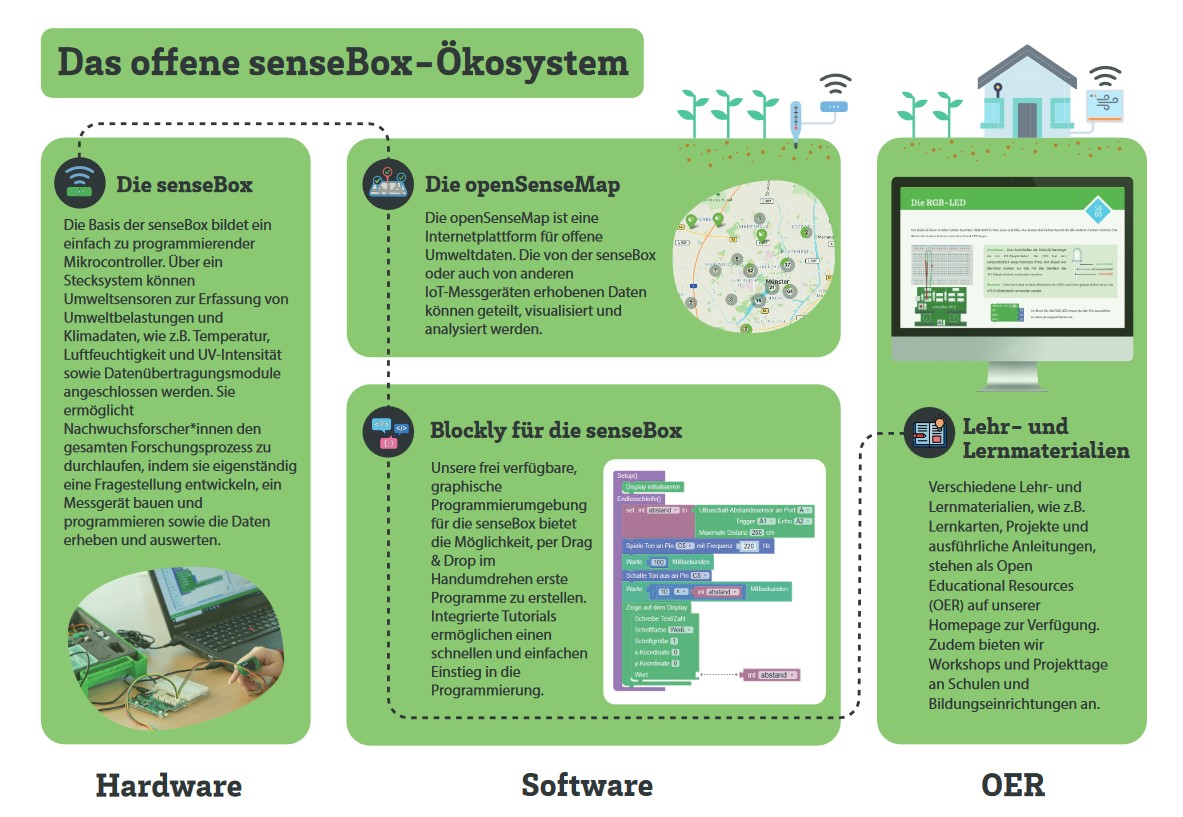 Das offene senseBox-Ökosystem
Die senseBox
Die Basis der senseBox bildet ein
einfach zu programmierender
Mikrocontroller. Über ein
Stecksystem können
Umweltsensoren zur Erfassung von
Umweltbelastungen und
Klimadaten, wie z.B. Temperatur,
Luftfeuchtigkeit und UV-Intensität
sowie Datenübertragungsmodule
angeschlossen werden. Sie
ermöglicht
Nachwuchsforscher*innen den
gesamten Forschungsprozess zu
durchlaufen, indem sie eigenständig
eine Fragestellung entwickeln, ein
Messgerät bauen und
programmieren sowie die Daten
erheben und auswerten.
Hardware
Die openSenseMap
Die openSenseMap ist eine
Internetplattform für offene
Umweltdaten. Die von der senseBox
oder auch von anderen
IoT-Messgeräten erhobenen Daten
können geteilt, visualisiert und
analysiert werden.
Münster
Blockly für die senseBox
Unsere frei verfügbare,
graphische
Programmierumgebung
für die senseBox bietet
die Möglichkeit, per Drag
& Drop im
Handumdrehen erste
Programme zu erstellen.
Integrierte Tutorials
ermöglichen einen
schnellen und einfachen
Einstieg in die
Programmierung.
Setup()
Display initialisieren
Endlosschleife()
set int abstand to Ultraschall-Abstandssensor an Port A
Trigger A1 Echo A2
Maximale Distanz 250 cm
Spiele Ton an Pin C5 mit Frequenz 220 Hz
Warte 100 Millisekunden
Schalte Ton aus an Pin C5
Warte 10 x int abstand Millisekunden
Zeige auf dem Display
Schreibe Text/Zahl
Schriftfarbe Weiß
Schriftgröße 1
x-Koordinate 0
y-Koordinate 0
Wert int abstand
Software
Die RGB-LED
SB
05
Lehr- und
Lernmaterialien
Verschiedene Lehr- und
Lernmaterialien, wie z.B.
Lernkarten, Projekte und
ausführliche Anleitungen,
stehen als Open
Educational Resources
(OER) auf unserer
Homepage zur Verfügung.
Zudem bieten wir
Workshops und Projekttage
an Schulen und
Bildungseinrichtungen an.
OER